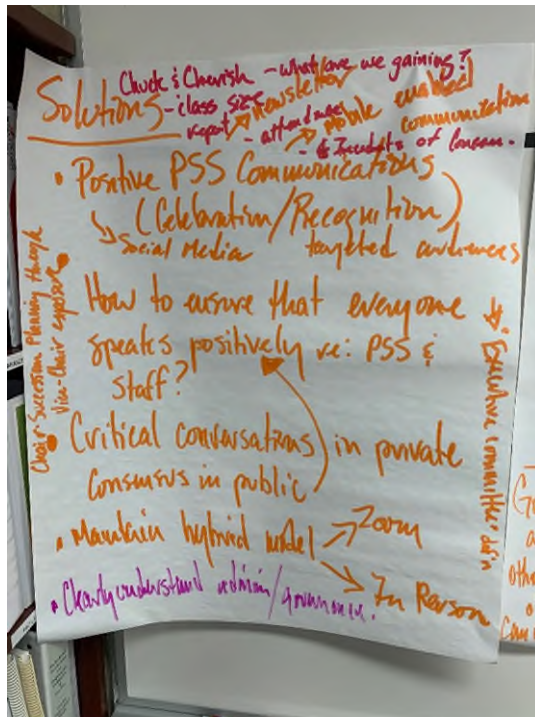 Chuck & Cherish - what are we gaining?
Solutions - class size
newsletter
report - attendance
mobile enabled
communication
- # Incidents of Concern.
• Positive PSS Communications
(Celebration/Recognition)
Social Media targeted audiences
• How to ensure that everyone
speaks positively re: PSS &
staff?
• Critical conversations in private
Consensus in public
• Maintain hybrid model Zoom
In Person
• Clearly understand admin/governance.
Chair-Succession Planning through
Vice-Chair exposure
"Executive committee"
G
a
oth
o